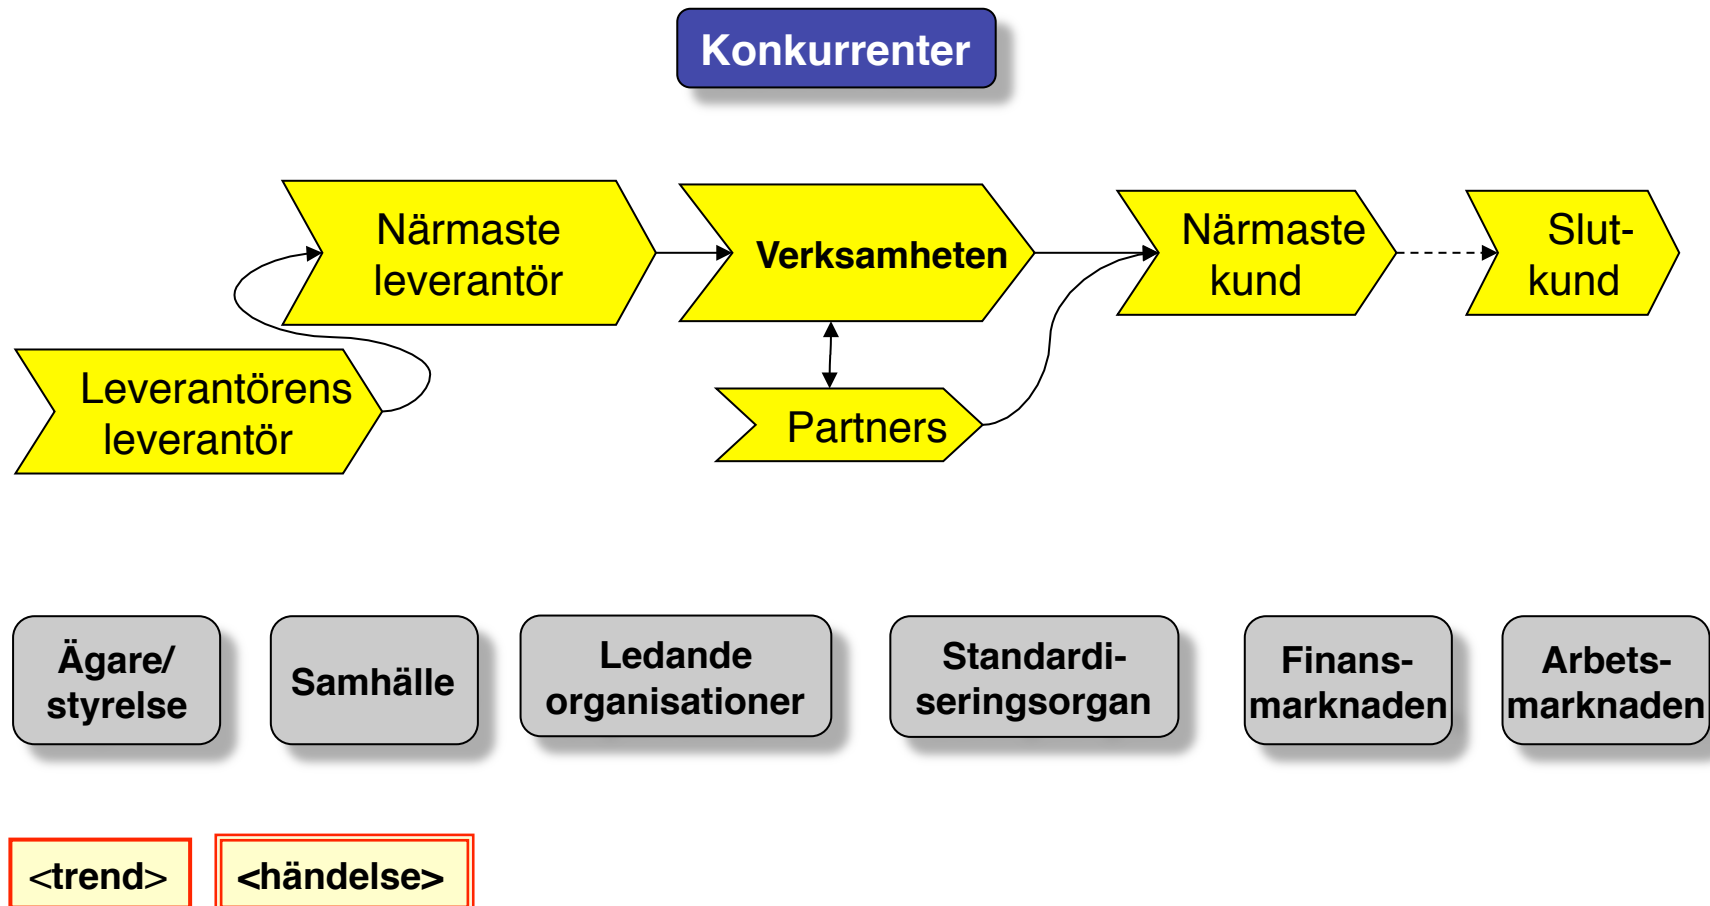 Konkurrenter
Närmaste
leverantör
Verksamheten
Närmaste
kund
Slut-
kund
Leverantörens
leverantör
Partners
Ägare/
styrelse
Samhälle
Ledande
organisationer
Standardi-
seringsorgan
Finans-
marknaden
Arbets-
marknaden
<trend>
<händelse>